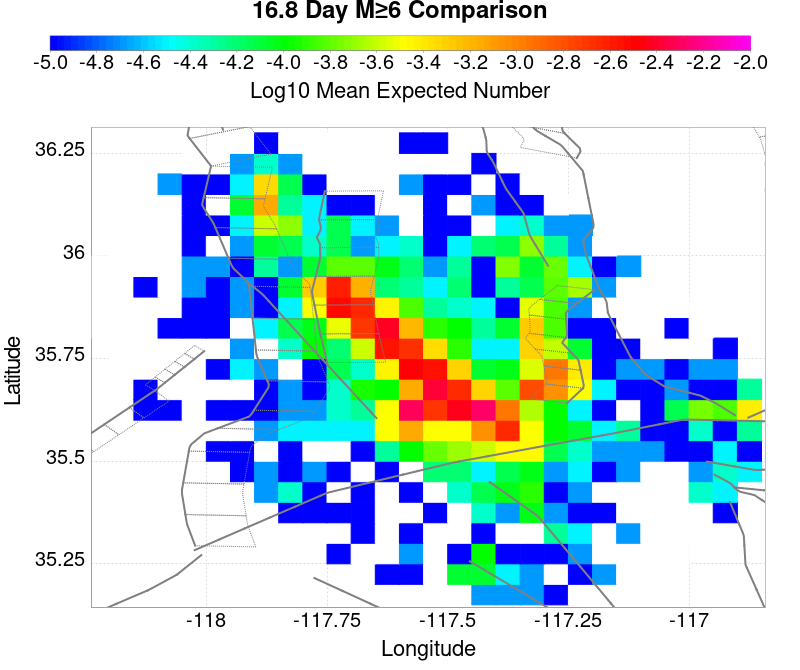 16.8 Day M≥6 Comparison
-5.0 -4.8 -4.6 -4.4 -4.2 -4.0 -3.8 -3.6 -3.4 -3.2 -3.0 -2.8 -2.6 -2.4 -2.2 -2.0
Log10 Mean Expected Number
36.25
36
35.75
35.5
35.25
Latitude
-118 -117.75 -117.5 -117.25 -117
Longitude